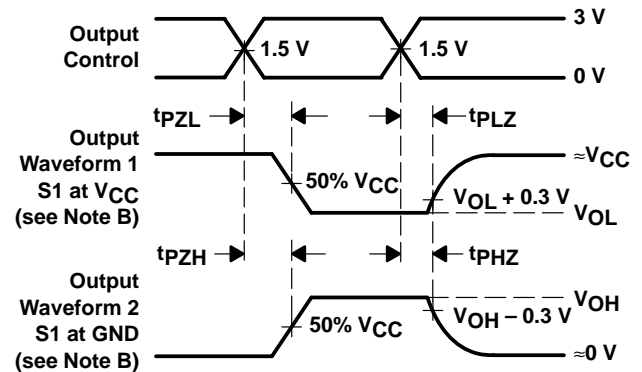 Output
Control
1.5 V
1.5 V
3 V
0 V
tPZL
tPLZ
Output
Waveform 1
S1 at VCC
(see Note B)
50% VCC
≈VCC
VOL + 0.3 V
VOL
tPZH
tPHZ
Output
Waveform 2
S1 at GND
(see Note B)
50% VCC
VOH
VOH – 0.3 V
≈0 V